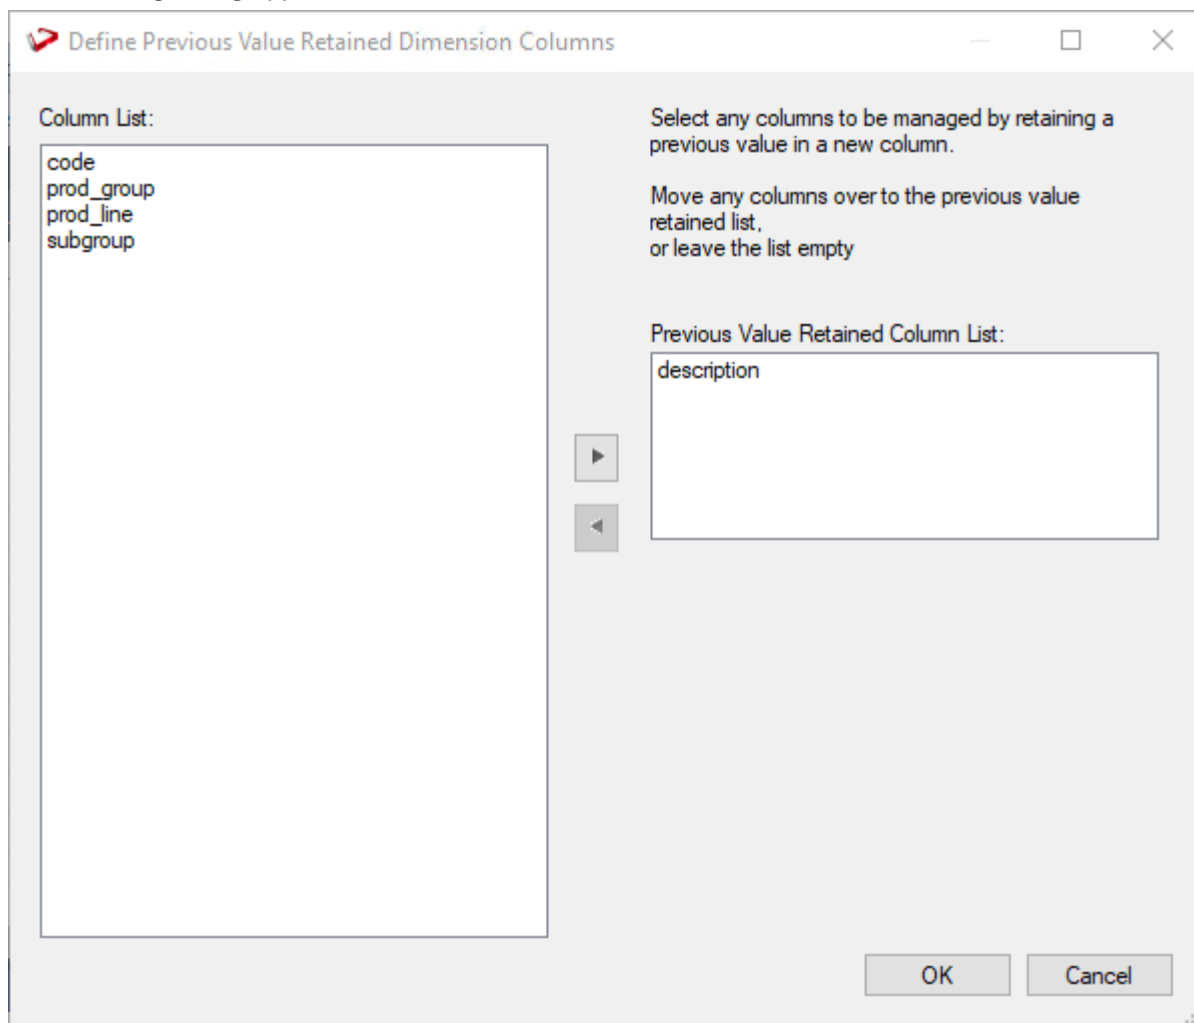 Define Previous Value Retained Dimension Columns
Column List:
code
prod_group
prod_line
subgroup
Select any columns to be managed by retaining a
previous value in a new column.
Move any columns over to the previous value
retained list,
or leave the list empty
Previous Value Retained Column List:
description
OK
Cancel